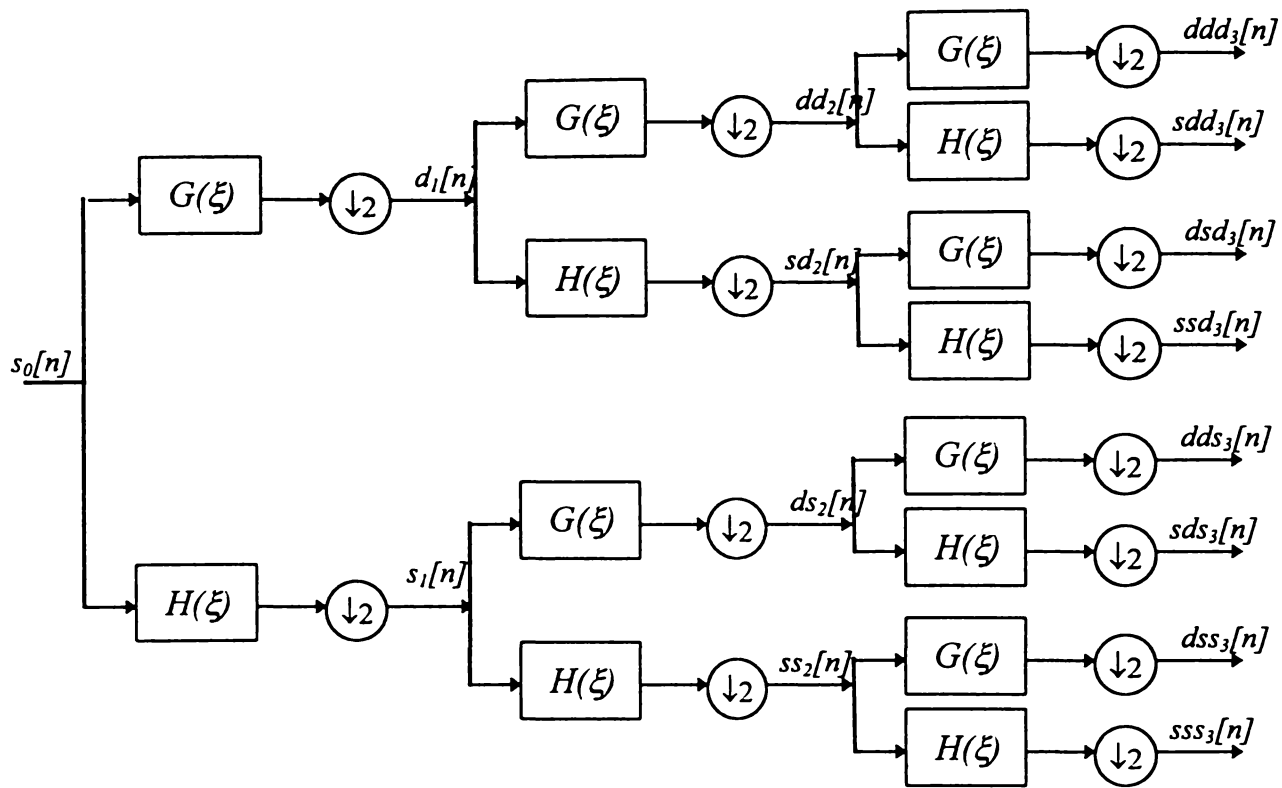 G(ξ) ↓2 ddd₃[n]
G(ξ) ↓2 dd₂[n]
H(ξ) ↓2 sdd₃[n]
G(ξ) ↓2 d₁[n]
G(ξ) ↓2 dsd₃[n]
H(ξ) ↓2 sd₂[n]
H(ξ) ↓2 ssd₃[n]
s₀[n]
G(ξ) ↓2 dds₃[n]
G(ξ) ↓2 ds₂[n]
H(ξ) ↓2 sds₃[n]
H(ξ) ↓2 s₁[n]
G(ξ) ↓2 dss₃[n]
H(ξ) ↓2 ss₂[n]
H(ξ) ↓2 sss₃[n]